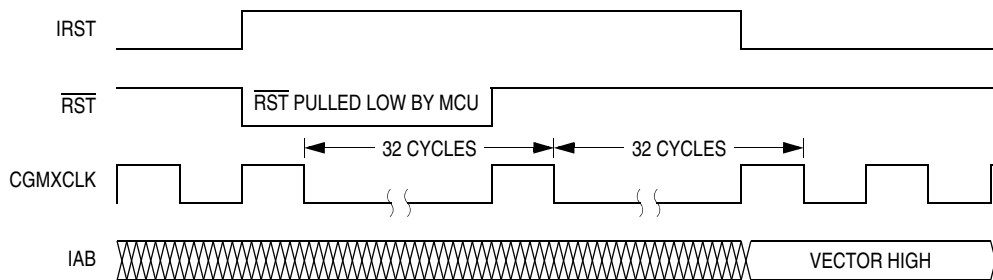 IRST
RST
RST PULLED LOW BY MCU
32 CYCLES
32 CYCLES
CGMXCLK
IAB
VECTOR HIGH